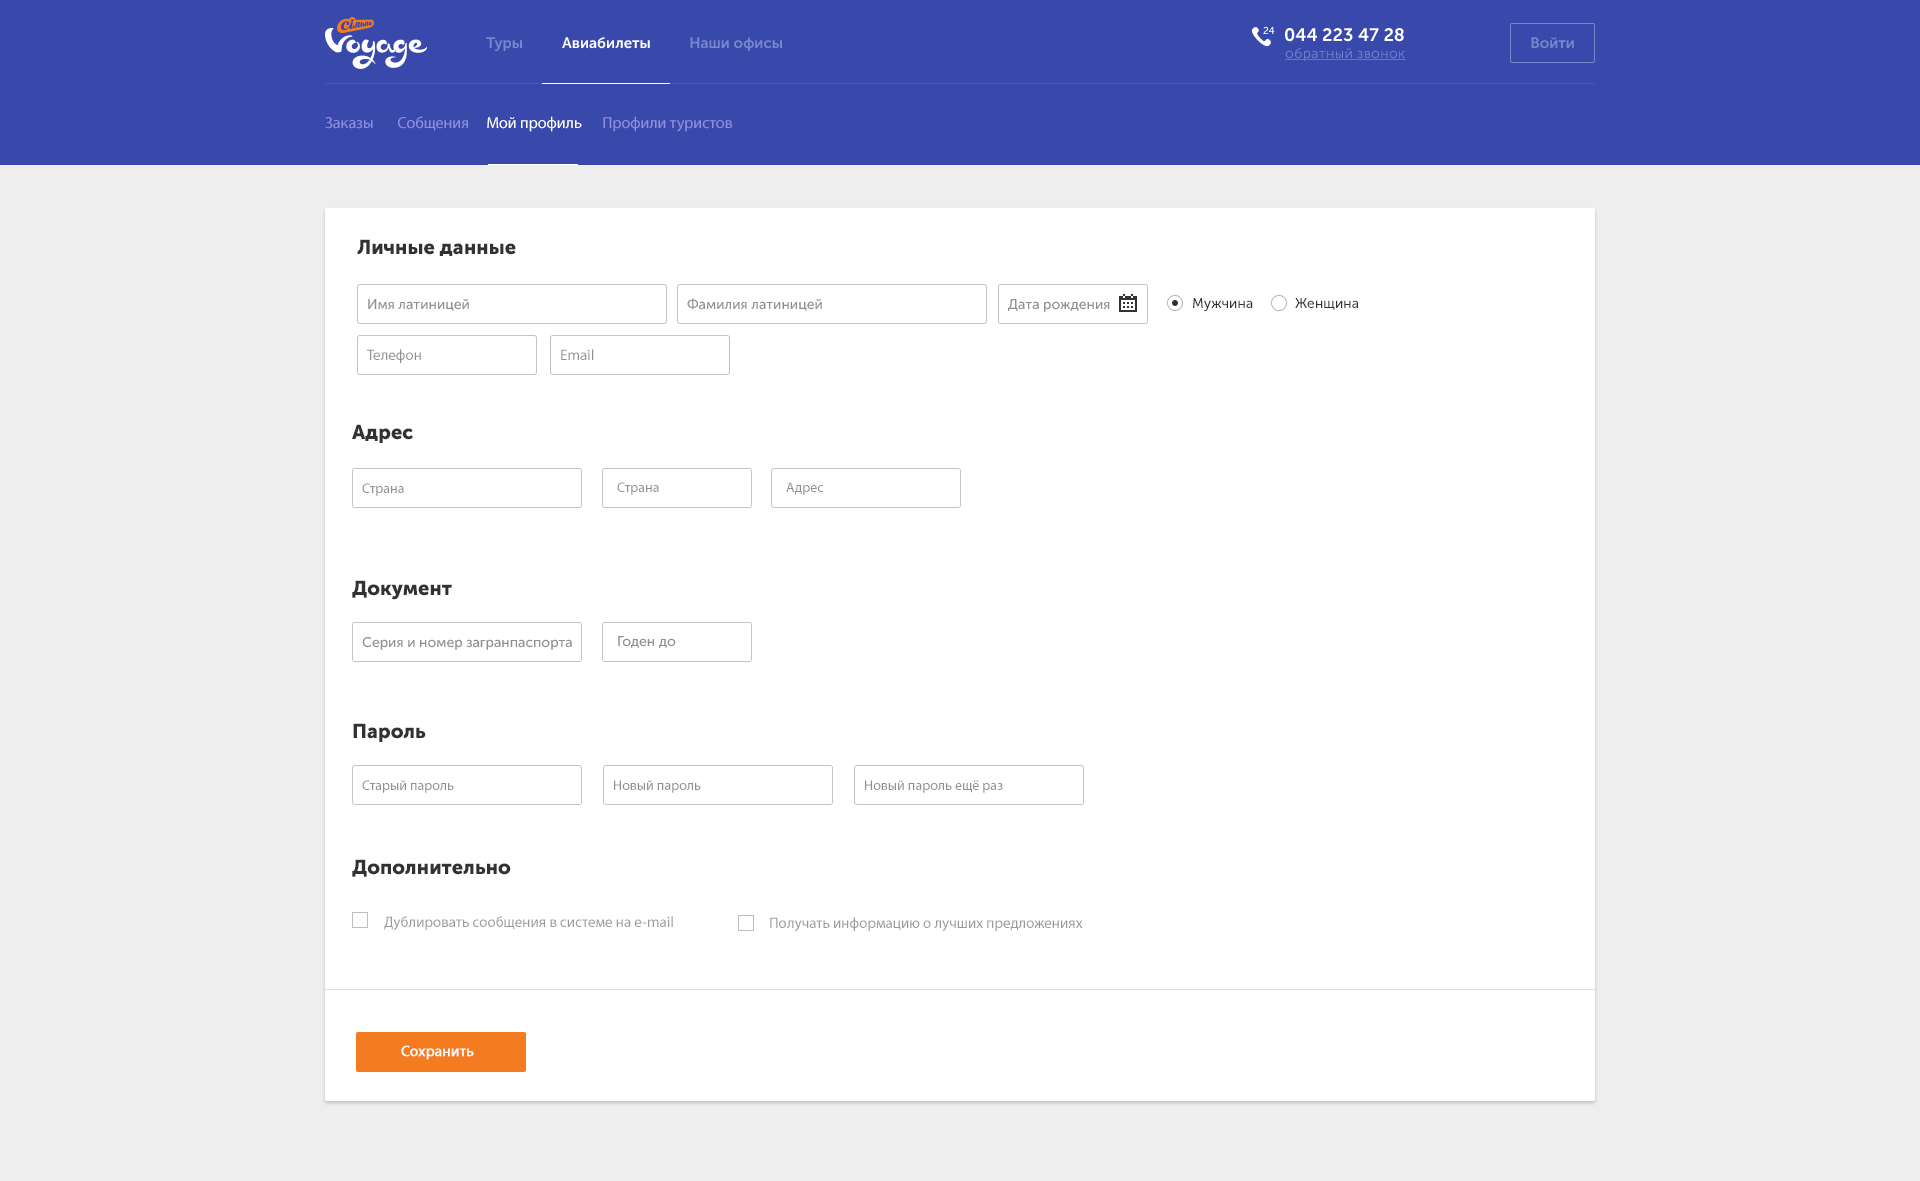 Сільпо
Voyage
Туры Авиабилеты Наши офисы
24 044 223 47 28
обратный звонок
Войти
Заказы Собщения Мой профиль Профили туристов
Личные данные
Имя латиницей Фамилия латиницей Дата рождения Мужчина Женщина
Телефон Email
Адрес
Страна Страна Адрес
Документ
Серия и номер загранпаспорта Годен до
Пароль
Старый пароль Новый пароль Новый пароль ещё раз
Дополнительно
Дублировать сообщения в системе на e-mail Получать информацию о лучших предложениях
Сохранить